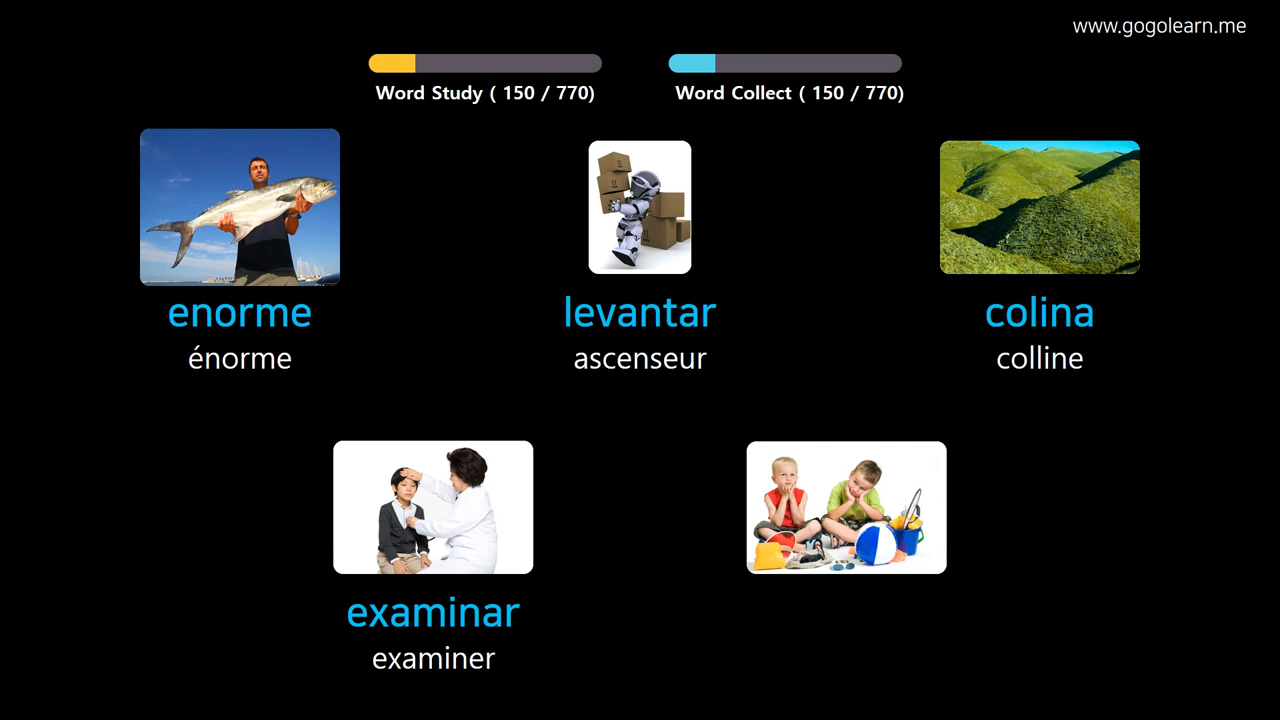 www.gogolearn.me
Word Study ( 150 / 770)
Word Collect ( 150 / 770)
enorme
énorme
levantar
ascenseur
colina
colline
examinar
examiner